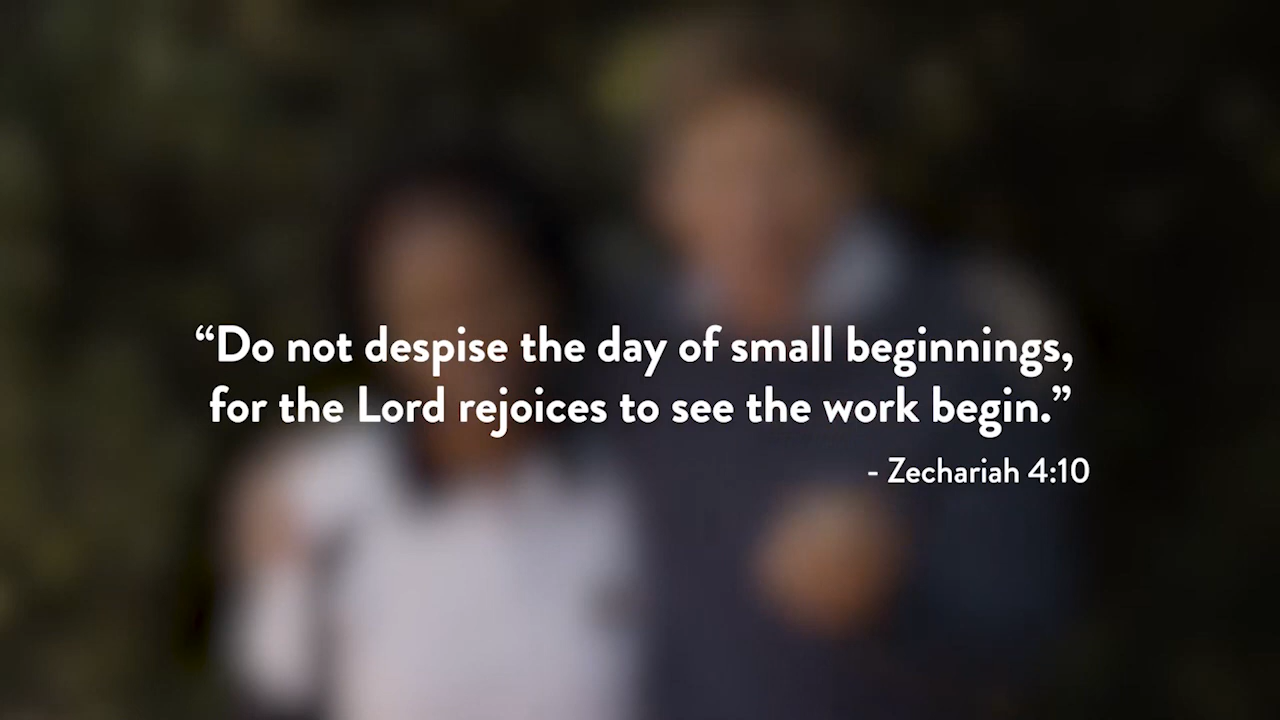 “Do not despise the day of small beginnings,
for the Lord rejoices to see the work begin.”
- Zechariah 4:10